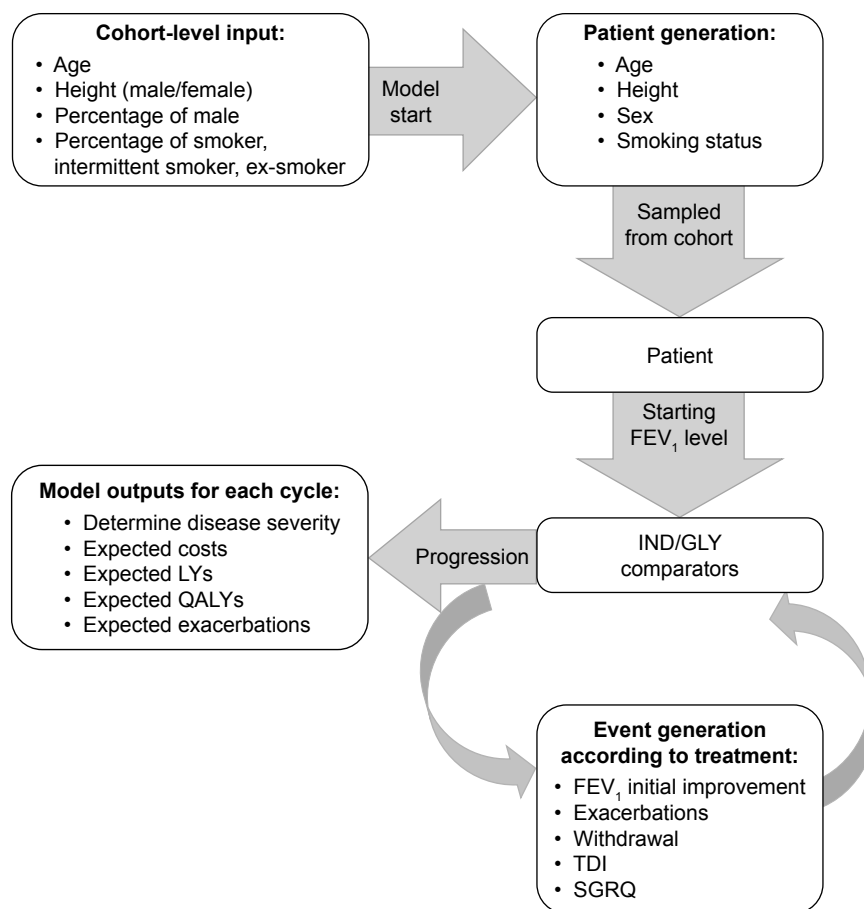 Cohort-level input:
• Age
• Height (male/female)
• Percentage of male
• Percentage of smoker,
intermittent smoker, ex-smoker
Model
start
Patient generation:
• Age
• Height
• Sex
• Smoking status
Sampled
from cohort
Patient
Starting
FEV₁ level
IND/GLY
comparators
Progression
Model outputs for each cycle:
• Determine disease severity
• Expected costs
• Expected LYs
• Expected QALYs
• Expected exacerbations
Event generation
according to treatment:
• FEV₁ initial improvement
• Exacerbations
• Withdrawal
• TDI
• SGRQ